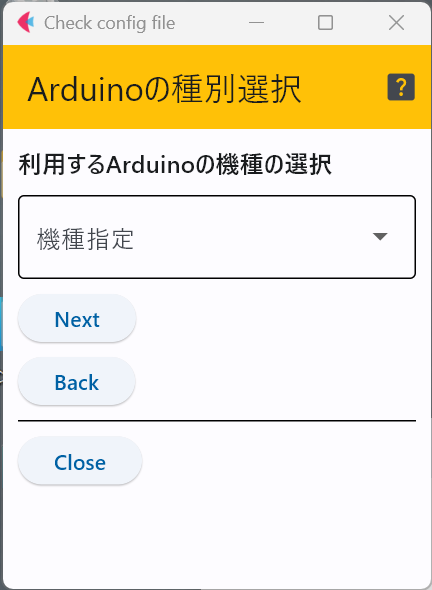 Check config file
Arduinoの種別選択
?
利用するArduinoの機種の選択
機種指定
Next
Back
Close